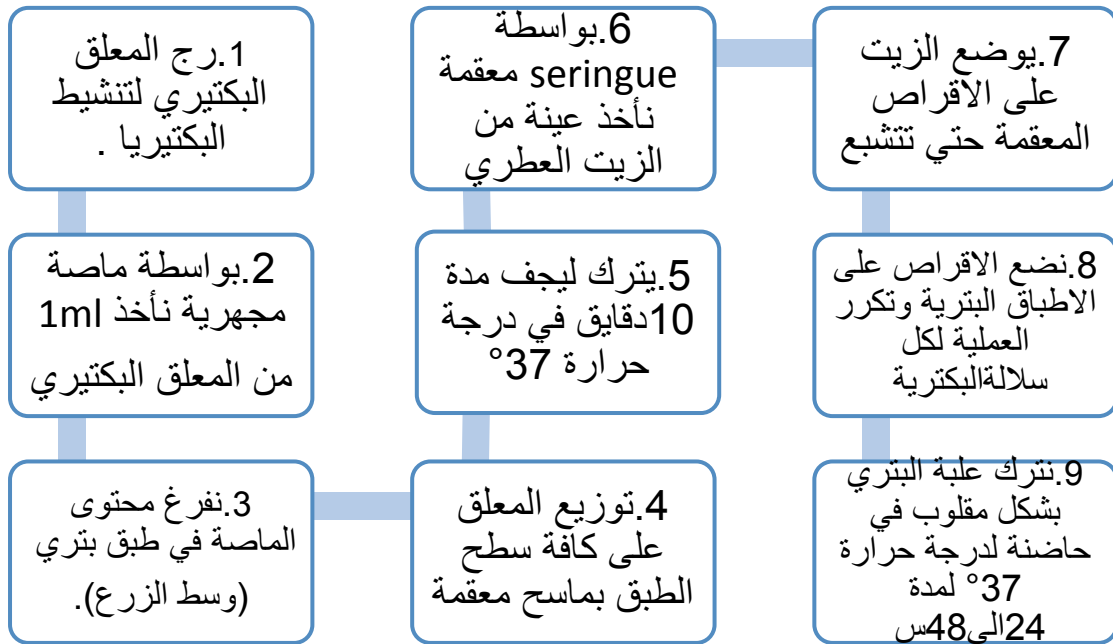 1.رج المعلق
البكتيري لتنشيط
البكتيريا .
2.بواسطة ماصة
مجهرية نأخذ 1ml
من المعلق البكتيري
3.نفرغ محتوى
الماصة في طبق بتري
(وسط الزرع).
4.توزيع المعلق
على كافة سطح
الطبق بماسح معقمة
5.يترك ليجف مدة
10دقايق في درجة
حرارة 37°
6.بواسطة
seringue معقمة
نأخذ عينة من
الزيت العطري
7.يوضع الزيت
على الاقراص
المعقمة حتي تتشبع
8.نضع الاقراص على
الاطباق البترية وتكرر
العملية لكل
سلالةالبكترية
9.نترك علبة البتري
بشكل مقلوب في
حاضنة لدرجة حرارة
37° لمدة
24الى48س